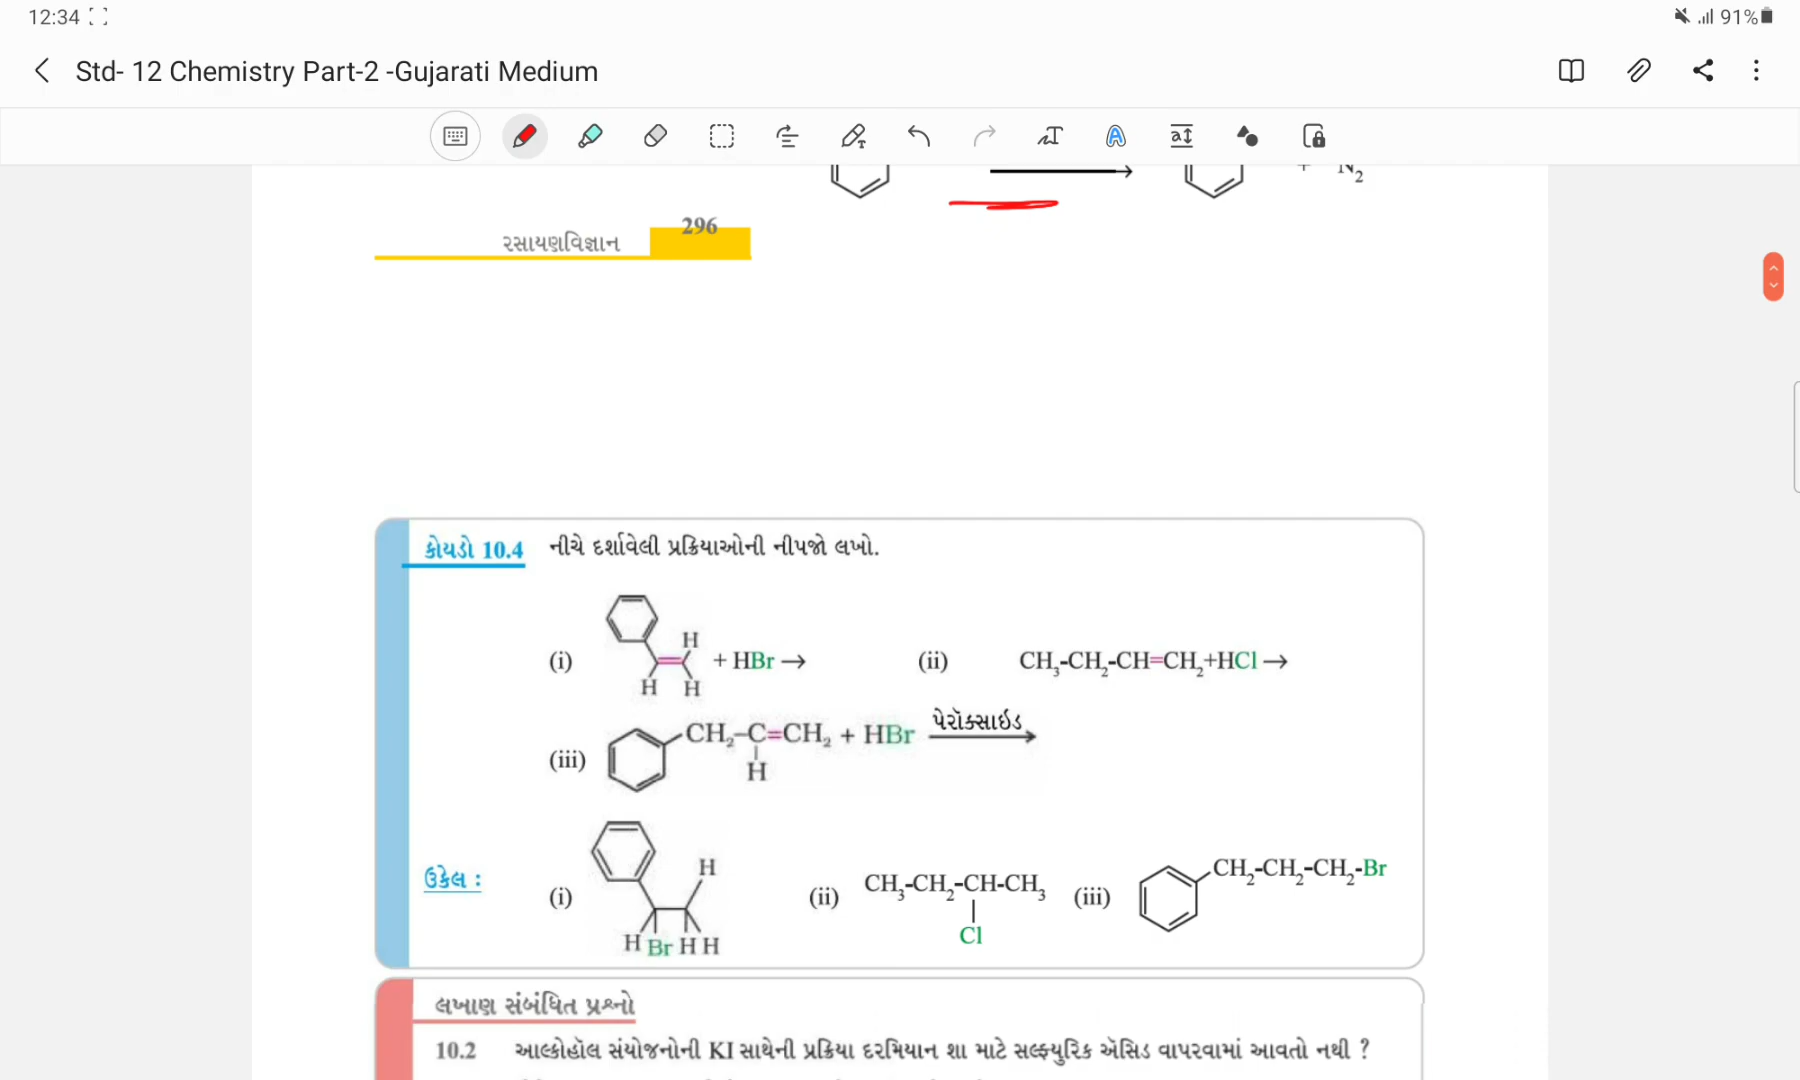 12:34
91%
Std- 12 Chemistry Part-2 -Gujarati Medium
+ N2
રસાયણવિજ્ઞાન 296
કોયડો 10.4 નીચે દર્શાવેલી પ્રક્રિયાઓની નીપજો લખો.
(i) H H H + HBr → (ii) CH3-CH2-CH=CH2+HCl →
(iii) CH2-C=CH2 + HBr પેરૉક્સાઇડ
H
ઉકેલ :
(i) H H Br H H (ii) CH3-CH2-CH-CH3 Cl (iii) CH2-CH2-CH2-Br
લખાણ સંબંધિત પ્રશ્નો
10.2 આલ્કોહૉલ સંયોજનોની KI સાથેની પ્રક્રિયા દરમિયાન શા માટે સલ્ફ્યુરિક ઍસિડ વાપરવામાં આવતો નથી ?